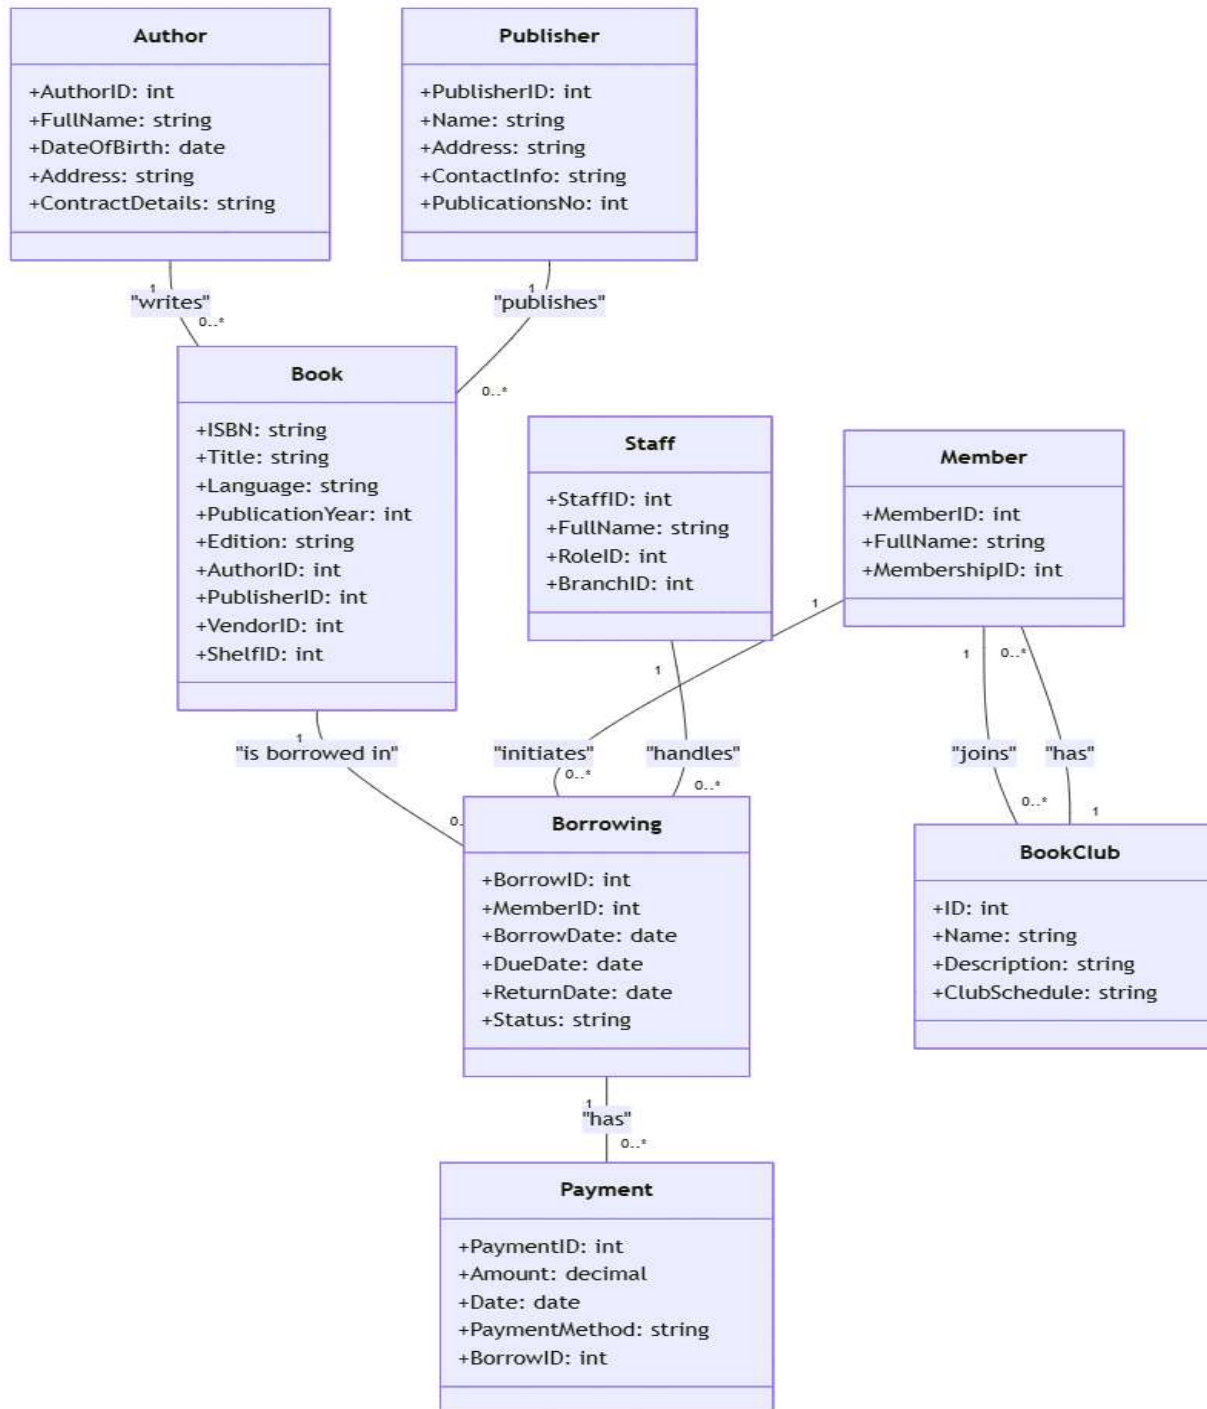 Author
+AuthorID: int
+FullName: string
+DateOfBirth: date
+Address: string
+ContractDetails: string
Publisher
+PublisherID: int
+Name: string
+Address: string
+ContactInfo: string
+PublicationsNo: int
1
"writes"
0..*
1
"publishes"
0..*
Book
+ISBN: string
+Title: string
+Language: string
+PublicationYear: int
+Edition: string
+AuthorID: int
+PublisherID: int
+VendorID: int
+ShelfID: int
Staff
+StaffID: int
+FullName: string
+RoleID: int
+BranchID: int
Member
+MemberID: int
+FullName: string
+MembershipID: int
1
"is borrowed in"
0..
1
"initiates"
0..*
1
"handles"
0..*
1
"joins"
0..*
0..*
"has"
1
Borrowing
+BorrowID: int
+MemberID: int
+BorrowDate: date
+DueDate: date
+ReturnDate: date
+Status: string
BookClub
+ID: int
+Name: string
+Description: string
+ClubSchedule: string
1
"has"
0..*
Payment
+PaymentID: int
+Amount: decimal
+Date: date
+PaymentMethod: string
+BorrowID: int